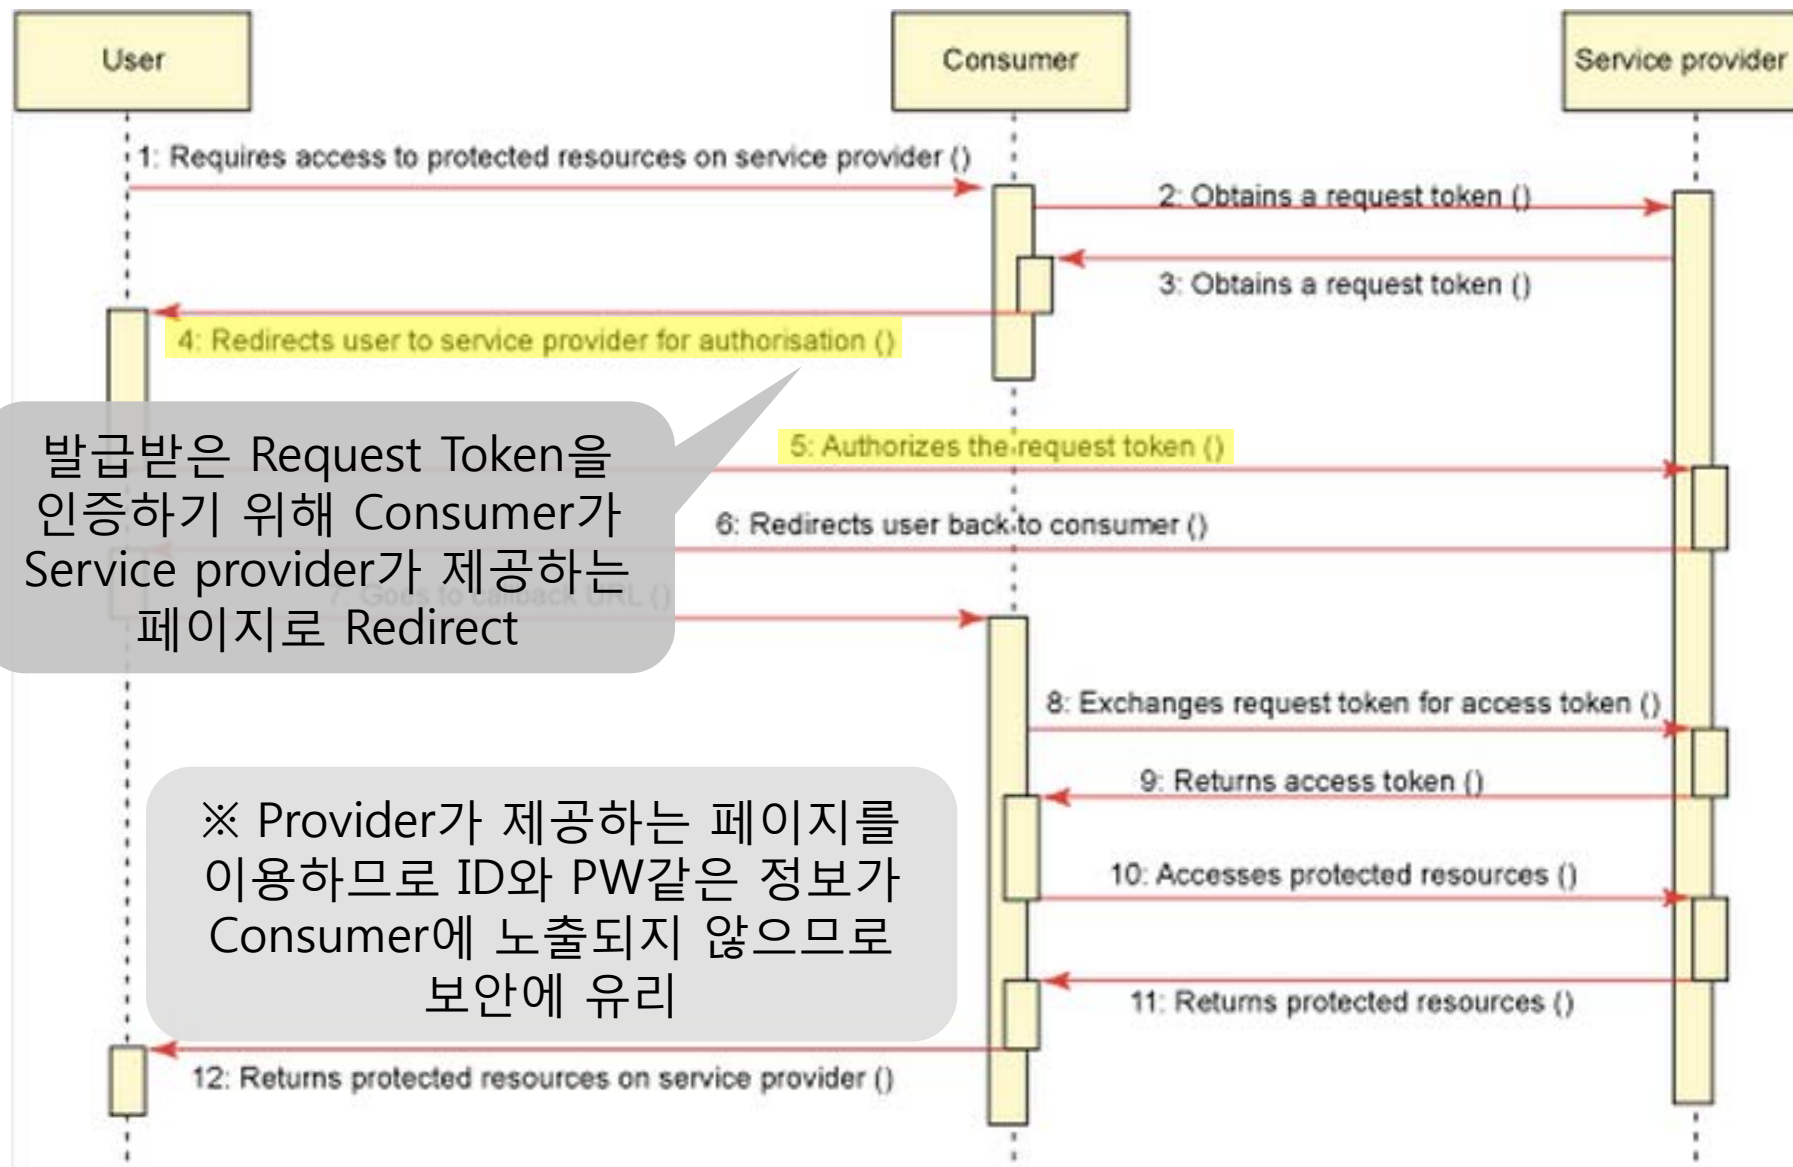 User
Consumer
Service provider
1: Requires access to protected resources on service provider ()
2: Obtains a request token ()
3: Obtains a request token ()
4: Redirects user to service provider for authorisation ()
5: Authorizes the request token ()
발급받은 Request Token을
인증하기 위해 Consumer가
Service provider가 제공하는
페이지로 Redirect
6: Redirects user back to consumer ()
7: Goes to callback URL ()
8: Exchanges request token for access token ()
9: Returns access token ()
※ Provider가 제공하는 페이지를
이용하므로 ID와 PW같은 정보가
Consumer에 노출되지 않으므로
보안에 유리
10: Accesses protected resources ()
11: Returns protected resources ()
12: Returns protected resources on service provider ()